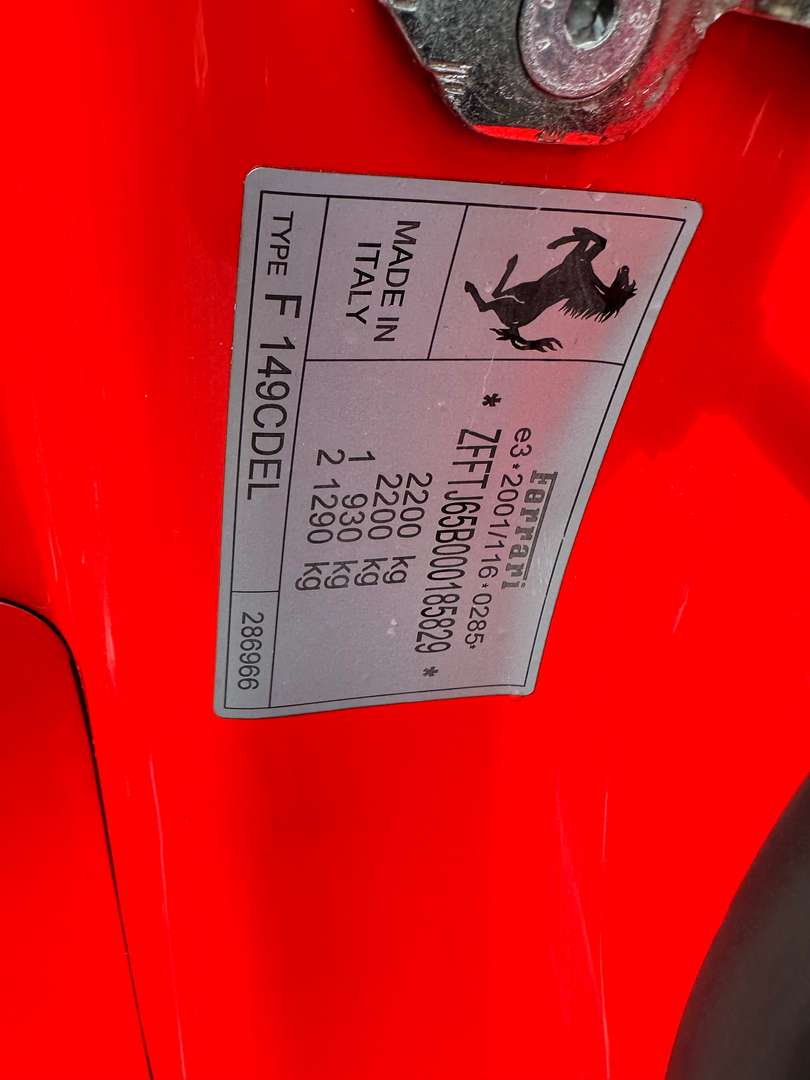 Ferrari
e3*2001/116*0285*
* ZFFTJ65B000185829 *
2200 kg
2200 kg
1 930 kg
2 1290 kg
MADE IN
ITALY
TYPE F 149CDEL
286966